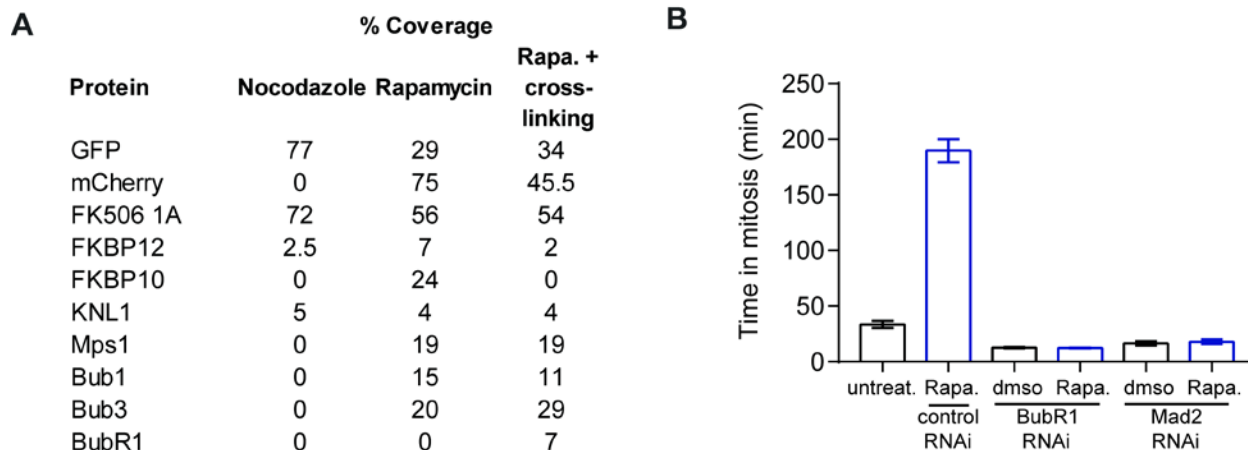 A
% Coverage
Protein Nocodazole Rapamycin Rapa. + cross-linking
GFP 77 29 34
mCherry 0 75 45.5
FK506 1A 72 56 54
FKBP12 2.5 7 2
FKBP10 0 24 0
KNL1 5 4 4
Mps1 0 19 19
Bub1 0 15 11
Bub3 0 20 29
BubR1 0 0 7
B
Time in mitosis (min)
250
200
150
100
50
0
untreat. Rapa. dmso Rapa. dmso Rapa.
control RNAi BubR1 RNAi Mad2 RNAi